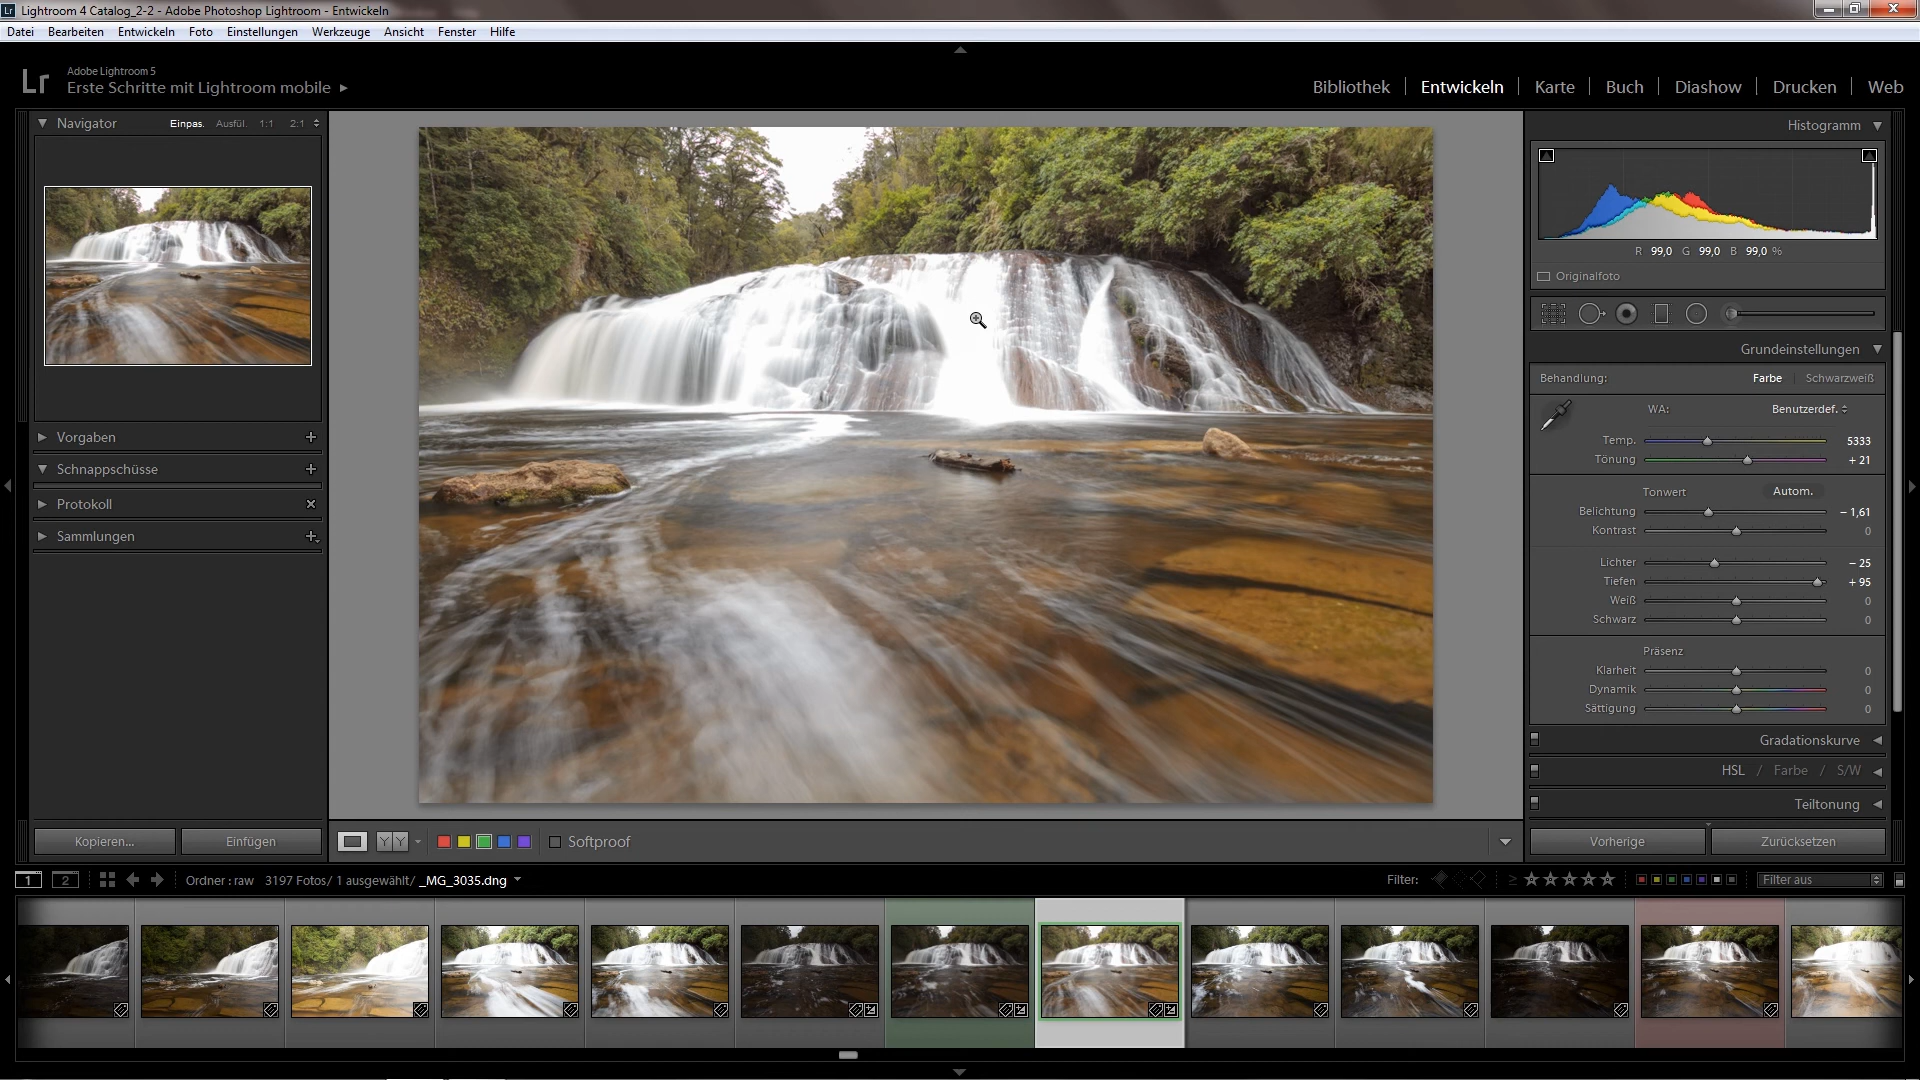 Lightroom 4 Catalog_2-2 - Adobe Photoshop Lightroom - Entwickeln
Datei Bearbeiten Entwickeln Foto Einstellungen Werkzeuge Ansicht Fenster Hilfe
Lr
Adobe Lightroom 5
Erste Schritte mit Lightroom mobile
Bibliothek Entwickeln Karte Buch Diashow Drucken Web
Navigator Einpas. Ausfül. 1:1 2:1
Vorgaben
Schnappschüsse
Protokoll
Sammlungen
Kopieren... Einfügen
Softproof
Histogramm
R 99,0 G 99,0 B 99,0 %
Originalfoto
Grundeinstellungen
Behandlung: Farbe Schwarzweiß
WA: Benutzerdef.
Temp. 5333
Tönung + 21
Tonwert Autom.
Belichtung − 1,61
Kontrast 0
Lichter − 25
Tiefen + 95
Weiß 0
Schwarz 0
Präsenz
Klarheit 0
Dynamik 0
Sättigung 0
Gradationskurve
HSL / Farbe / S/W
Teiltonung
Vorherige Zurücksetzen
1 2 Ordner : raw 3197 Fotos/ 1 ausgewählt/ _MG_3035.dng
Filter: Filter aus